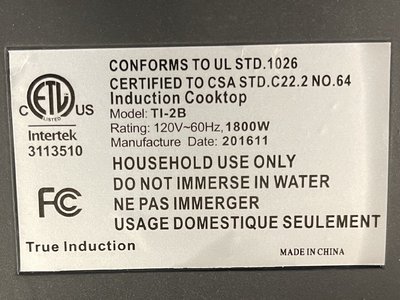 CONFORMS TO UL STD.1026
CERTIFIED TO CSA STD.C22.2 NO.64
ETL
LISTED
C US
Intertek
3113510
Induction Cooktop
Model: TI-2B
Rating: 120V~60Hz, 1800W
Manufacture Date: 201611
HOUSEHOLD USE ONLY
DO NOT IMMERSE IN WATER
NE PAS IMMERGER
USAGE DOMESTIQUE SEULEMENT
FC
True Induction
MADE IN CHINA